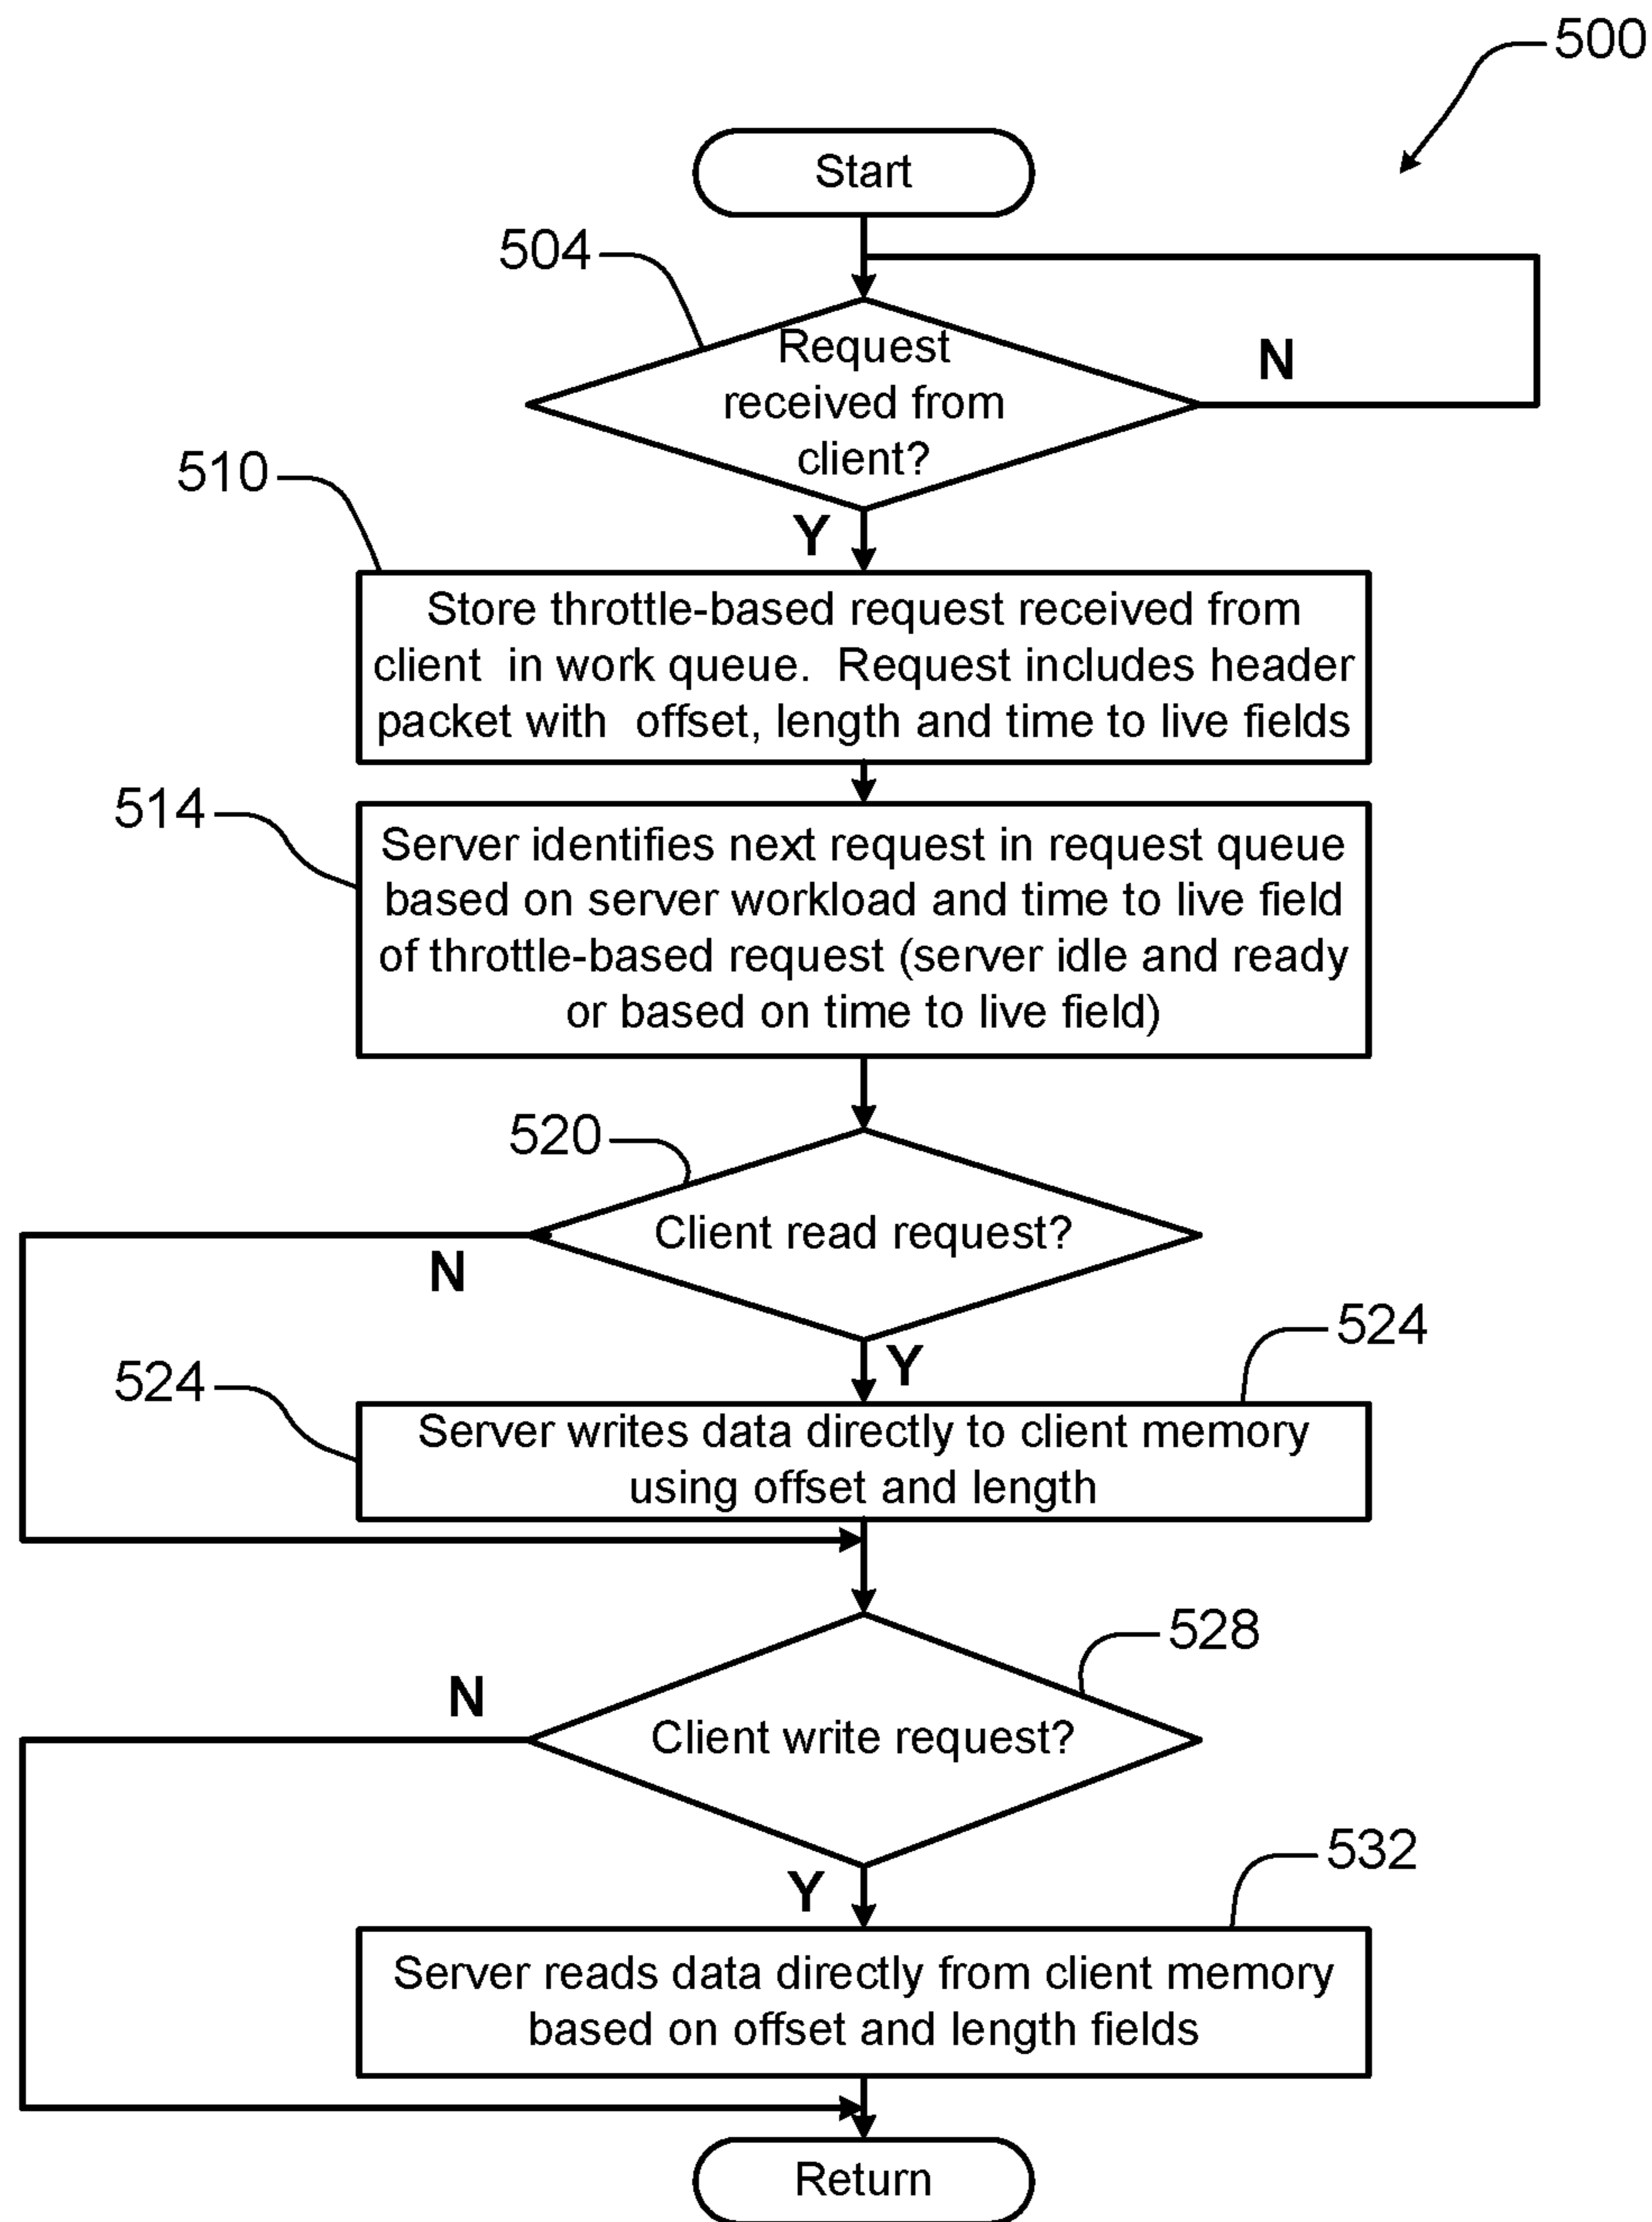 500
Start
504
Request
received from
client?
N
510
Y
Store throttle-based request received from
client in work queue. Request includes header
packet with offset, length and time to live fields
514
Server identifies next request in request queue
based on server workload and time to live field
of throttle-based request (server idle and ready
or based on time to live field)
520
Client read request?
N
524
Y
524
Server writes data directly to client memory
using offset and length
528
N
Client write request?
532
Y
Server reads data directly from client memory
based on offset and length fields
Return